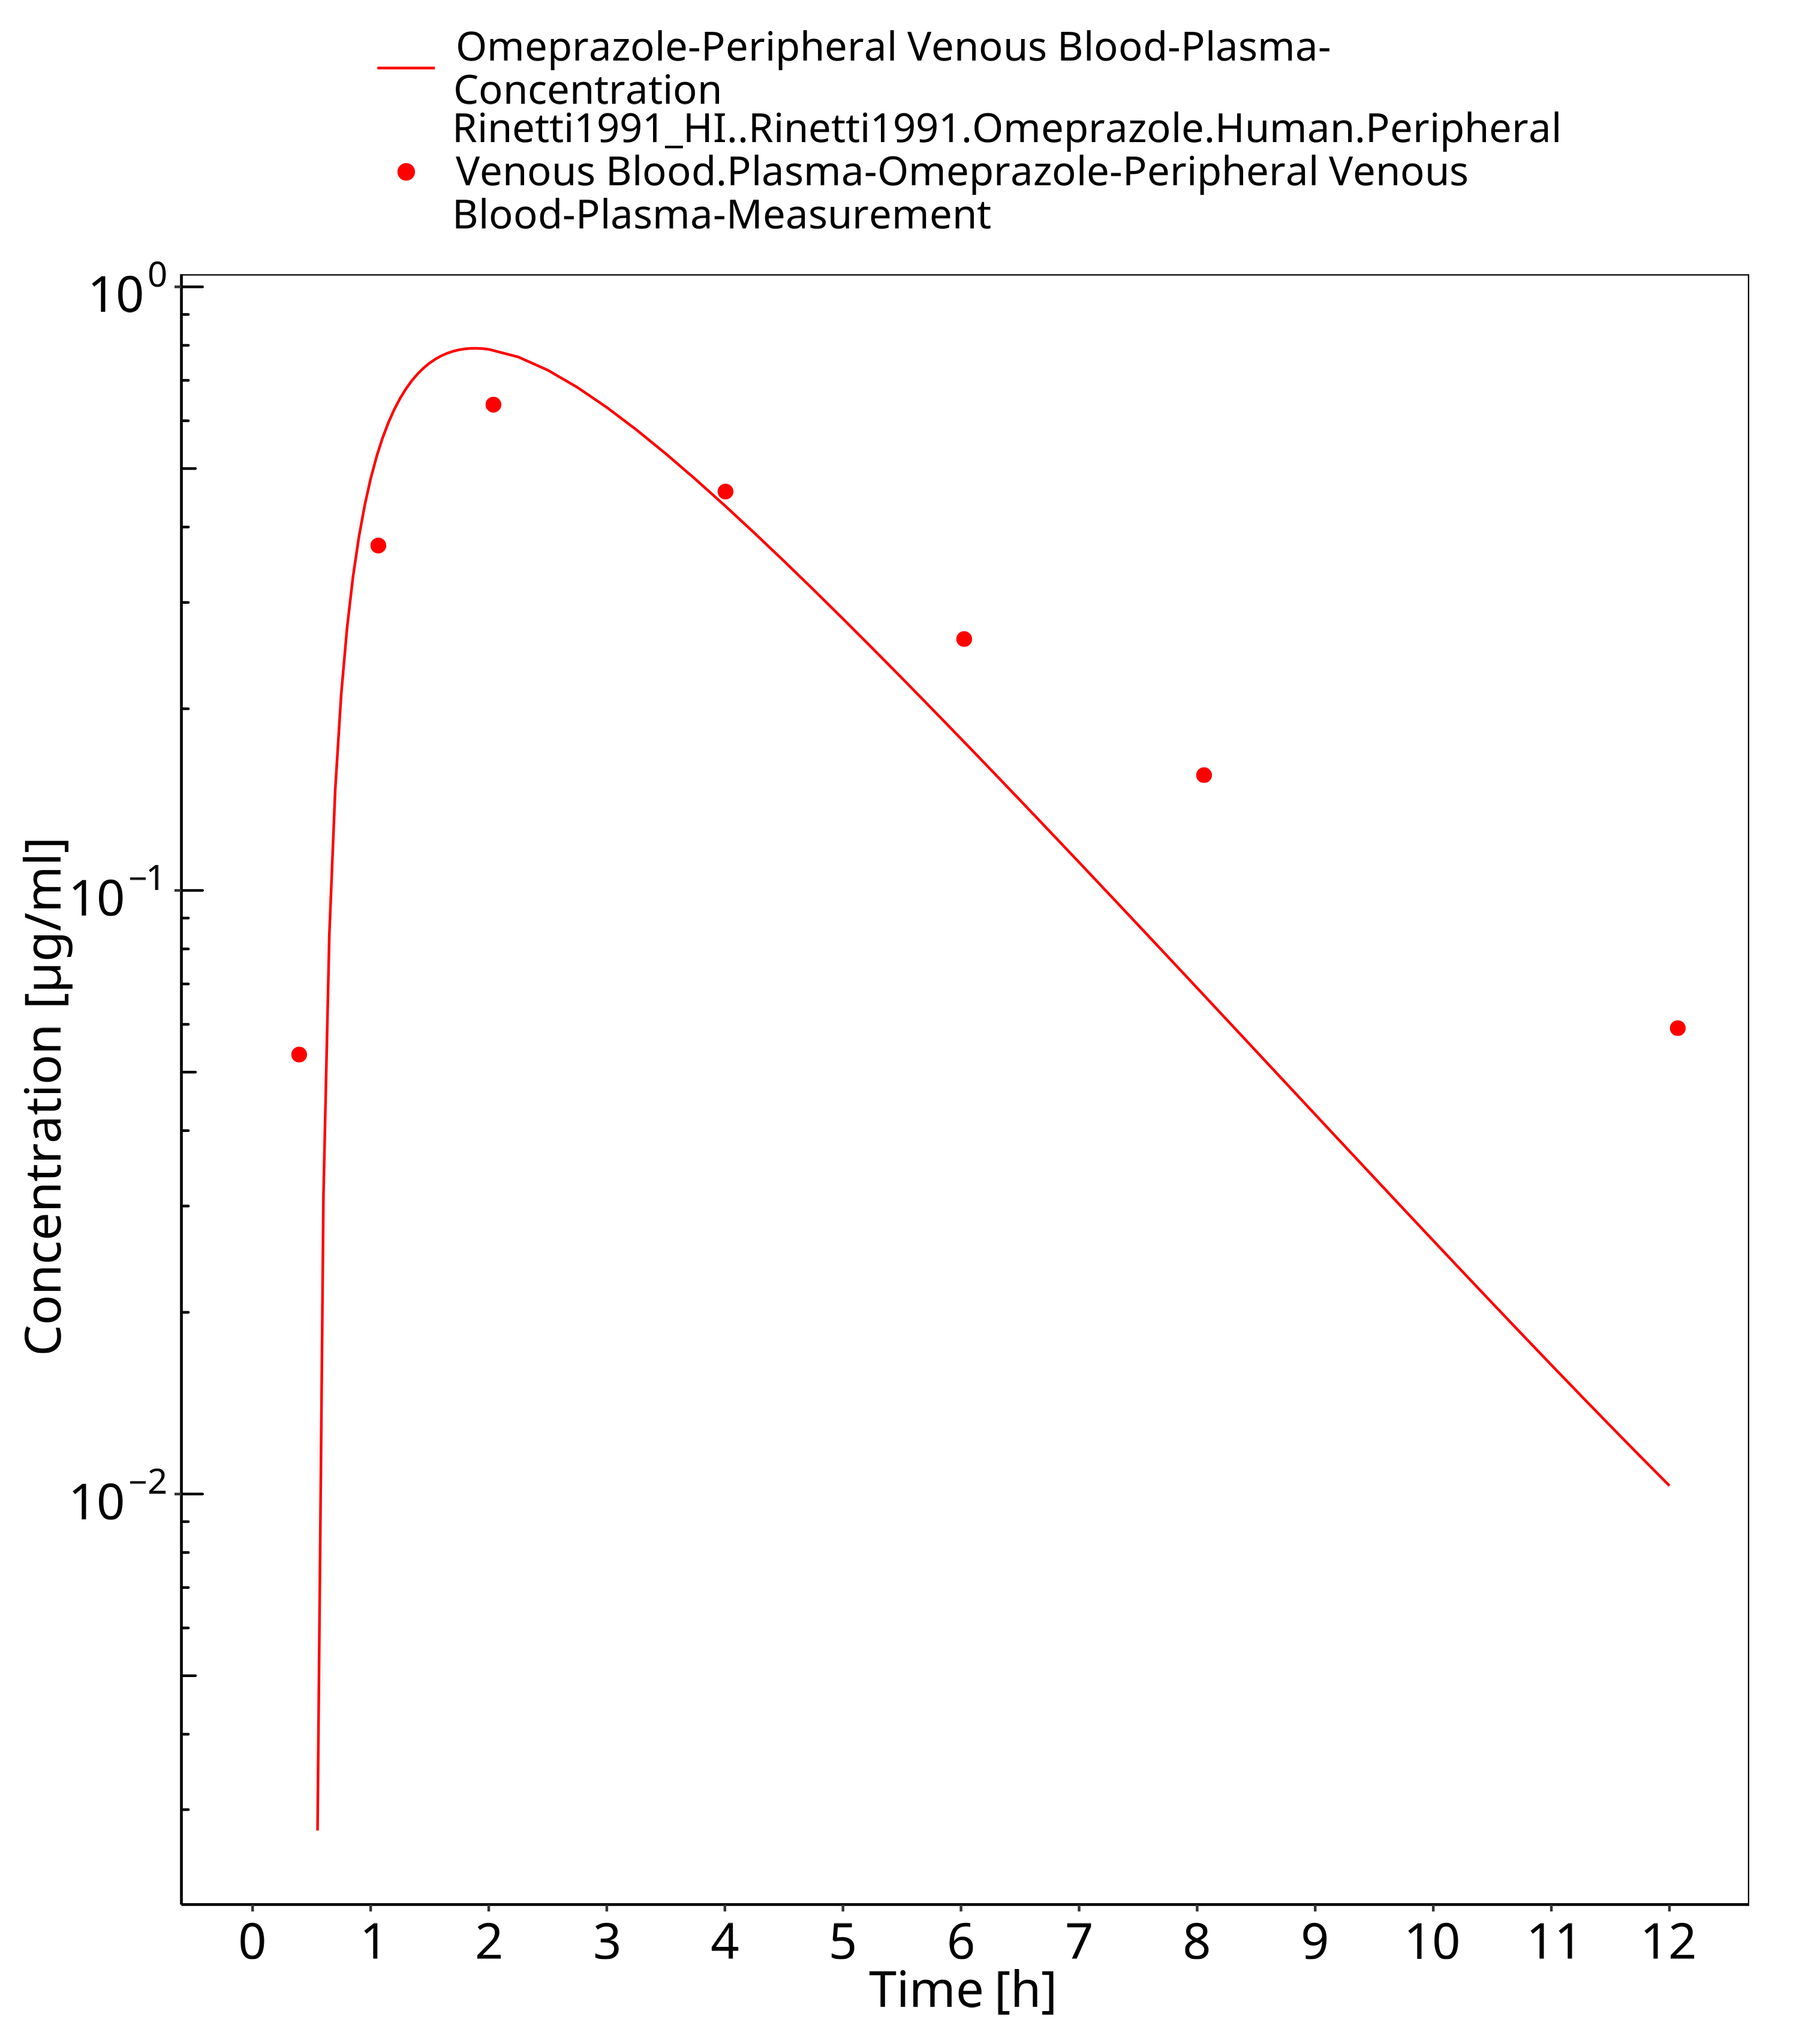 Omeprazole-Peripheral Venous Blood-Plasma-
Concentration
Rinetti1991_HI..Rinetti1991.Omeprazole.Human.Peripheral
Venous Blood.Plasma-Omeprazole-Peripheral Venous
Blood-Plasma-Measurement
10⁰
10⁻¹
10⁻²
Concentration [µg/ml]
0 1 2 3 4 5 6 7 8 9 10 11 12
Time [h]